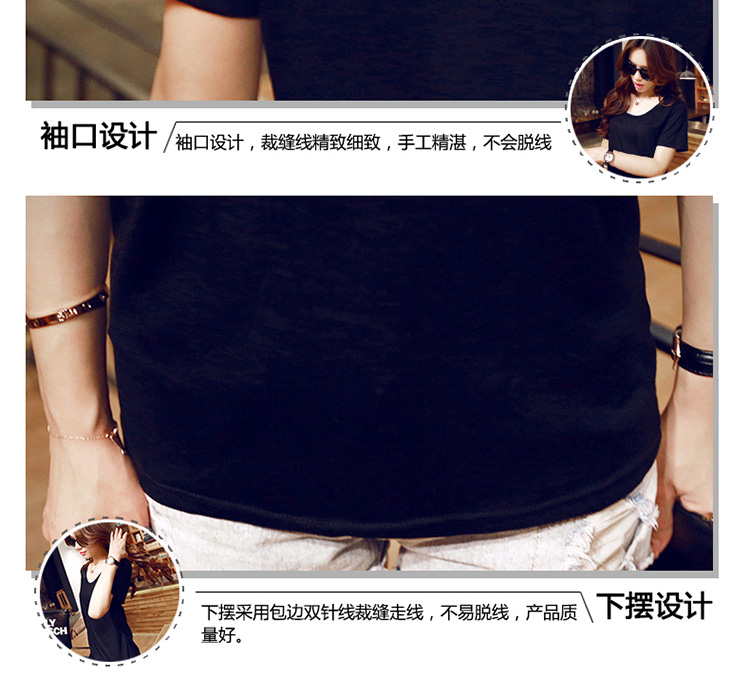 袖口设计
袖口设计，裁缝线精致细致，手工精湛，不会脱线
下摆采用包边双针线裁缝走线，不易脱线，产品质
量好。
下摆设计